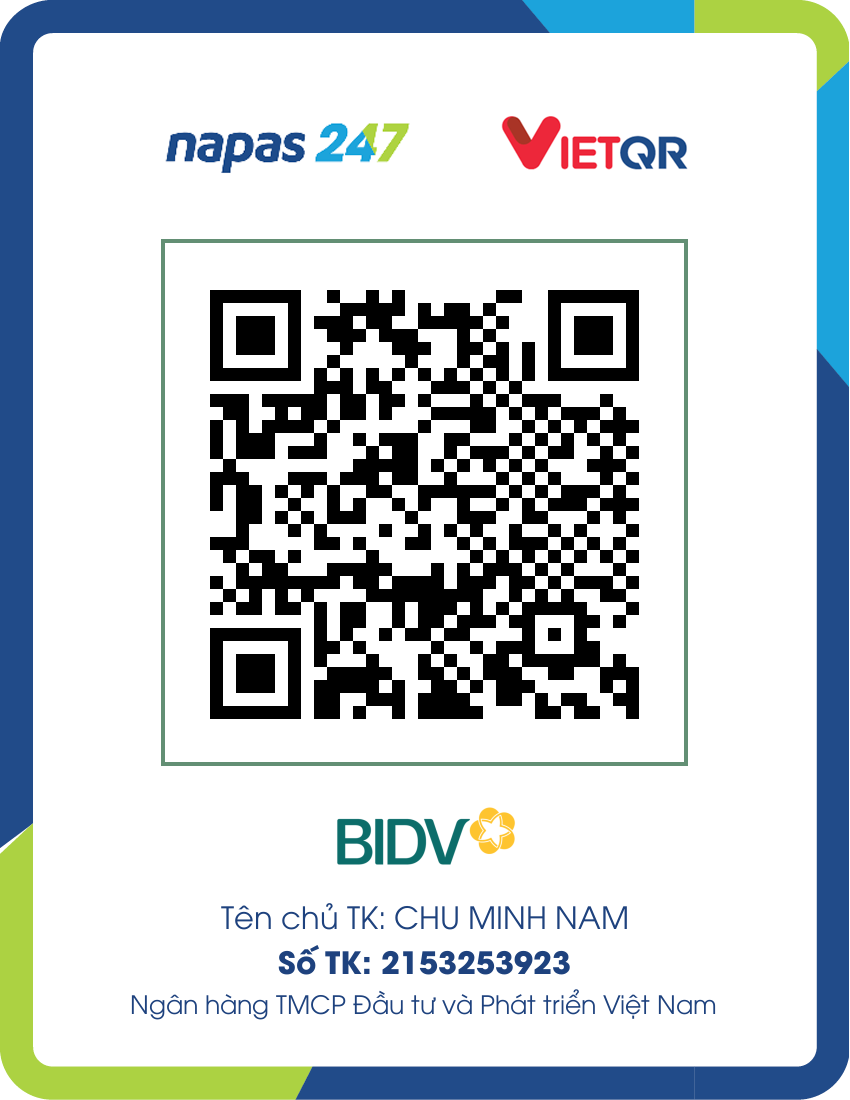 napas 247
VIETQR
BIDV
Tên chủ TK: CHU MINH NAM
Số TK: 2153253923
Ngân hàng TMCP Đầu tư và Phát triển Việt Nam